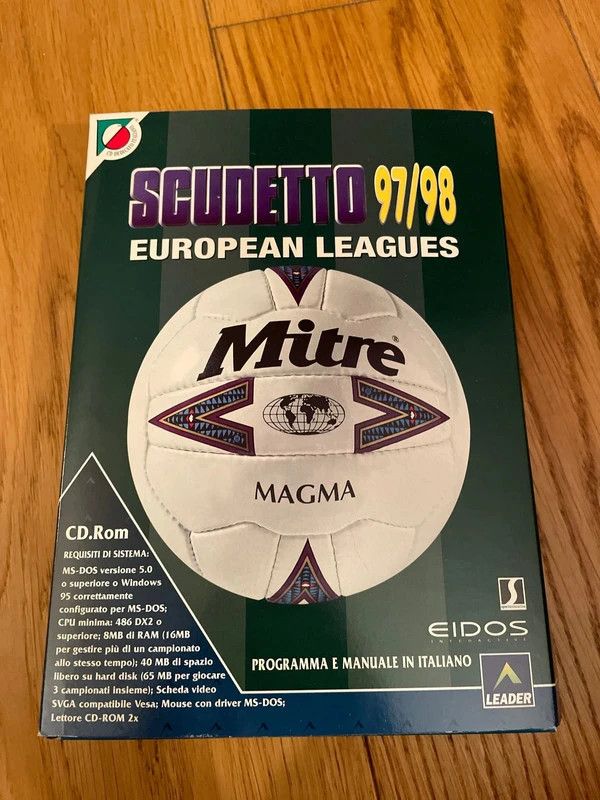 SCUDETTO 97/98
EUROPEAN LEAGUES
Mitre®
MAGMA
CD.Rom
REQUISITI DI SISTEMA:
MS-DOS versione 5.0
o superiore o Windows
95 correttamente
configurato per MS-DOS;
CPU minima: 486 DX2 o
superiore; 8MB di RAM (16MB
per gestire più di un campionato
allo stesso tempo); 40 MB di spazio
libero su hard disk (65 MB per giocare
3 campionati insieme); Scheda video
SVGA compatibile Vesa; Mouse con driver MS-DOS;
Lettore CD-ROM 2x
EIDOS
INTERACTIVE
PROGRAMMA E MANUALE IN ITALIANO
LEADER